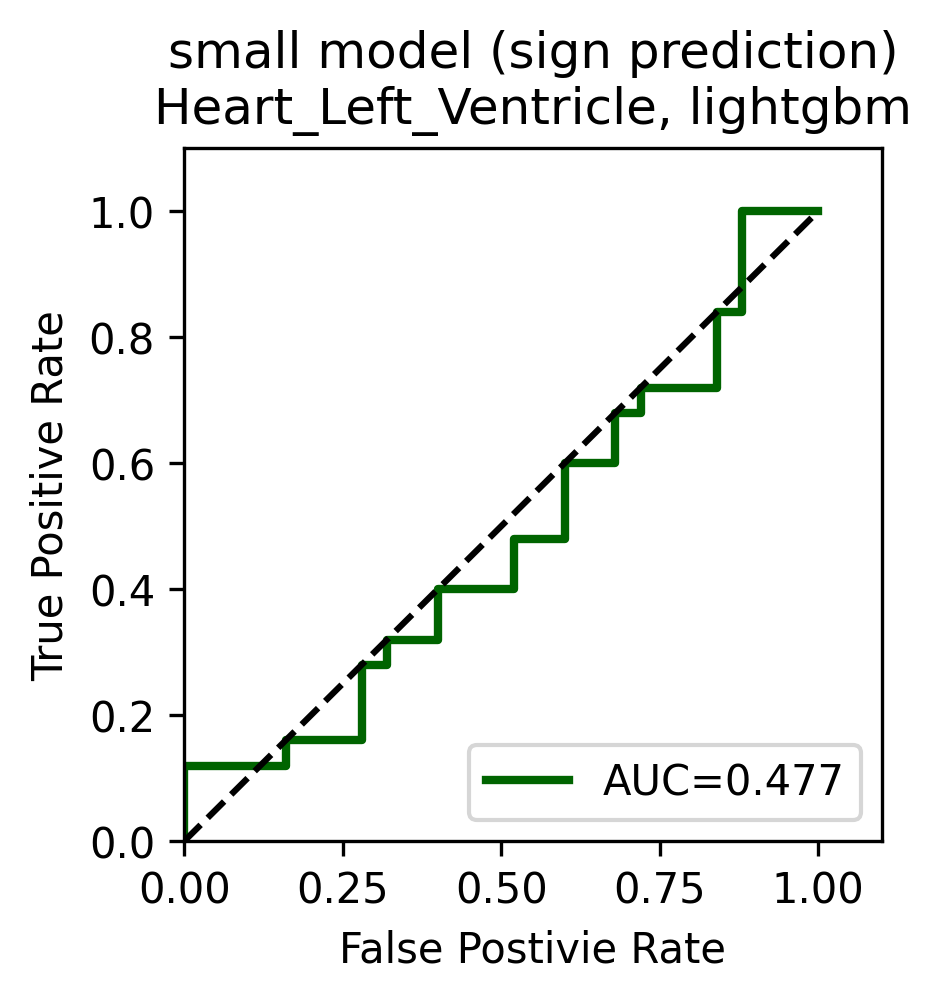 small model (sign prediction)
Heart_Left_Ventricle, lightgbm
1.0
0.8
0.6
0.4
0.2
0.0
True Positive Rate
AUC=0.477
0.00 0.25 0.50 0.75 1.00
False Postivie Rate